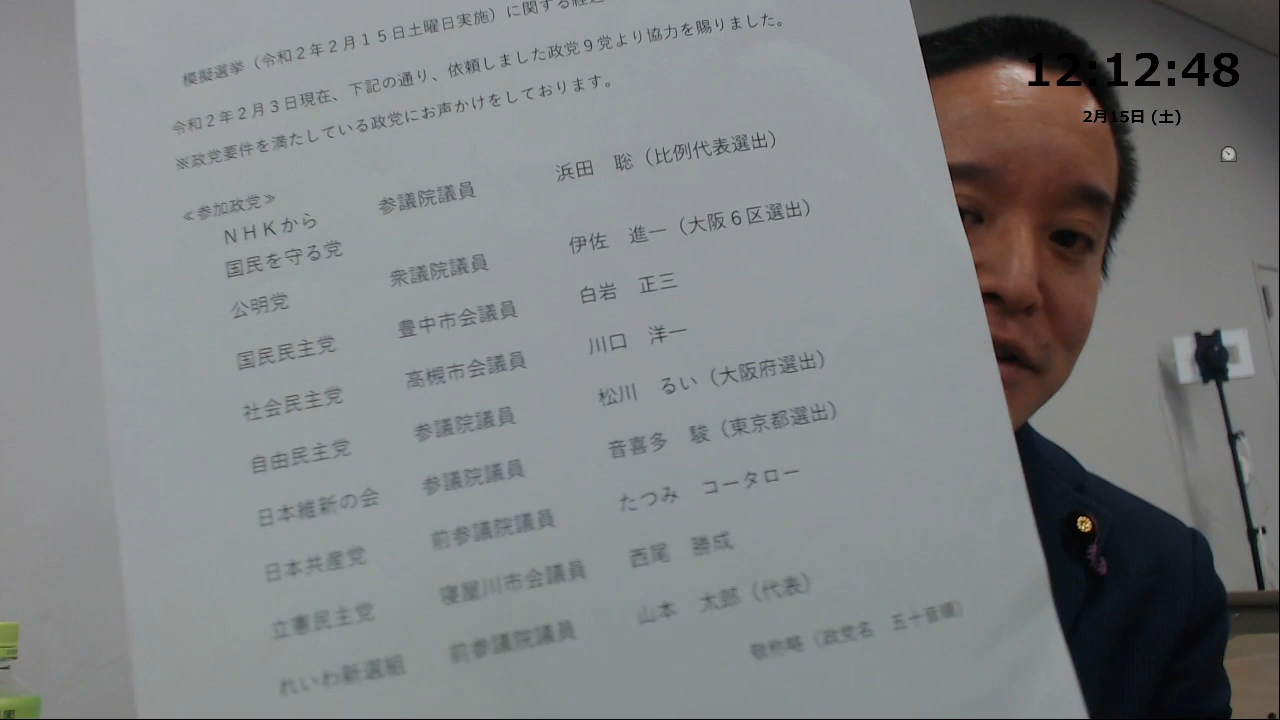 模擬選挙（令和２年２月１５日土曜日実施）に関する経過
令和２年２月３日現在、下記の通り、依頼しました政党９党より協力を賜りました。
※政党要件を満たしている政党にお声かけをしております。
≪参加政党≫
ＮＨＫから
国民を守る党 参議院議員 浜田 聡（比例代表選出）
公明党 衆議院議員 伊佐 進一（大阪６区選出）
国民民主党 豊中市会議員 白岩 正三
社会民主党 高槻市会議員 川口 洋一
自由民主党 参議院議員 松川 るい（大阪府選出）
日本維新の会 参議院議員 音喜多 駿（東京都選出）
日本共産党 前参議院議員 たつみ コータロー
立憲民主党 寝屋川市会議員 西尾 勝成
れいわ新選組 前参議院議員 山本 太郎（代表）
敬称略（政党名 五十音順）
12:12:48
2月15日 (土)